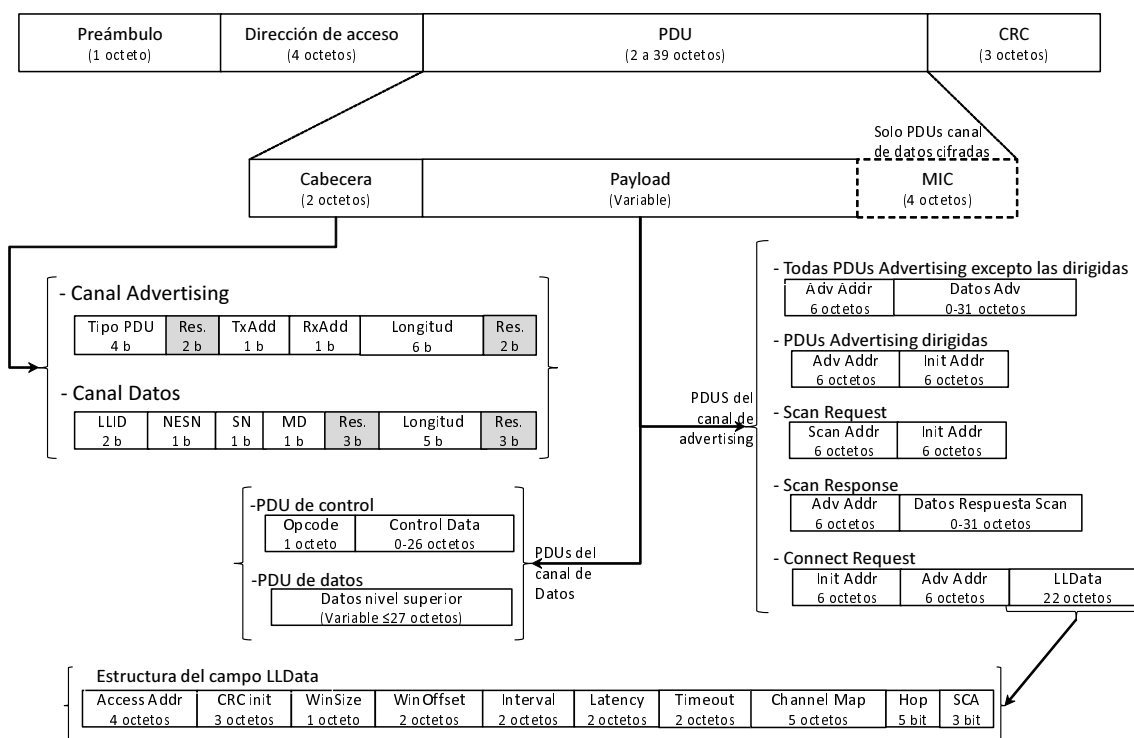 Preámbulo
(1 octeto)
Dirección de acceso
(4 octetos)
PDU
(2 a 39 octetos)
CRC
(3 octetos)
Solo PDUs canal
de datos cifradas
Cabecera
(2 octetos)
Payload
(Variable)
MIC
(4 octetos)
- Canal Advertising
Tipo PDU
4 b
Res.
2 b
TxAdd
1 b
RxAdd
1 b
Longitud
6 b
Res.
2 b
- Canal Datos
LLID
2 b
NESN
1 b
SN
1 b
MD
1 b
Res.
3 b
Longitud
5 b
Res.
3 b
PDUS del
canal de
advertising
- Todas PDUs Advertising excepto las dirigidas
Adv Addr
6 octetos
Datos Adv
0-31 octetos
- PDUs Advertising dirigidas
Adv Addr
6 octetos
Init Addr
6 octetos
- Scan Request
Scan Addr
6 octetos
Init Addr
6 octetos
- Scan Response
Adv Addr
6 octetos
Datos Respuesta Scan
0-31 octetos
- Connect Request
Init Addr
6 octetos
Adv Addr
6 octetos
LLData
22 octetos
-PDU de control
Opcode
1 octeto
Control Data
0-26 octetos
-PDU de datos
Datos nivel superior
(Variable ≤27 octetos)
PDUs del
canal de
Datos
Estructura del campo LLData
Access Addr
4 octetos
CRC init
3 octetos
WinSize
1 octeto
WinOffset
2 octetos
Interval
2 octetos
Latency
2 octetos
Timeout
2 octetos
Channel Map
5 octetos
Hop
5 bit
SCA
3 bit